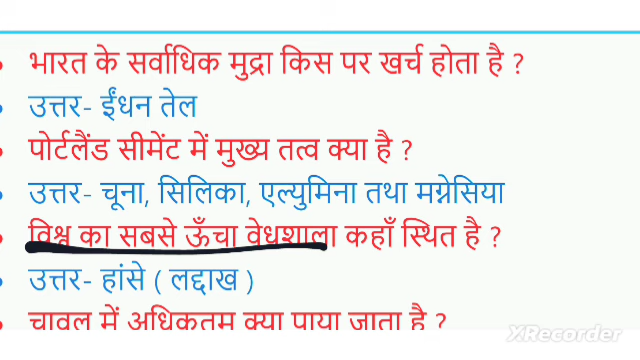 भारत के सर्वाधिक मुद्रा किस पर खर्च होता है ?
उत्तर- ईंधन तेल
पोर्टलैंड सीमेंट में मुख्य तत्व क्या है ?
उत्तर- चूना, सिलिका, एल्युमिना तथा मग्नेसिया
विश्व का सबसे ऊँचा वेधशाला कहाँ स्थित है ?
उत्तर- हांसे ( लद्दाख )
चावल में अधिकतम क्या पाया जाता है ?
XRecorder